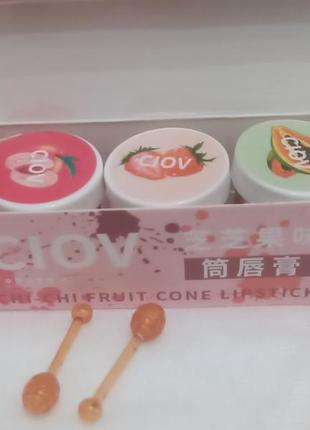 CIOV
CIOV
CIOV
CIOV
芝芝果味
筒唇膏
CHI-CHI FRUIT CONE LIPSTICK